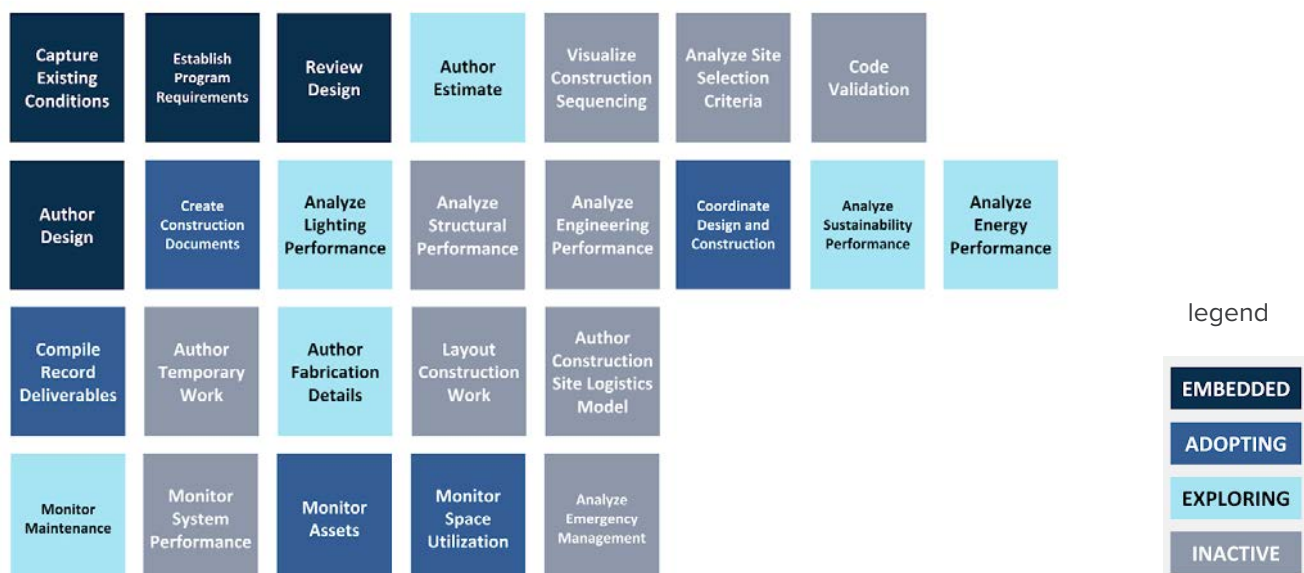 Capture
Existing
Conditions
Establish
Program
Requirements
Review
Design
Author
Estimate
Visualize
Construction
Sequencing
Analyze Site
Selection
Criteria
Code
Validation
Author
Design
Create
Construction
Documents
Analyze
Lighting
Performance
Analyze
Structural
Performance
Analyze
Engineering
Performance
Coordinate
Design and
Construction
Analyze
Sustainability
Performance
Analyze
Energy
Performance
Compile
Record
Deliverables
Author
Temporary
Work
Author
Fabrication
Details
Layout
Construction
Work
Author
Construction
Site Logistics
Model
Monitor
Maintenance
Monitor
System
Performance
Monitor
Assets
Monitor
Space
Utilization
Analyze
Emergency
Management
legend
EMBEDDED
ADOPTING
EXPLORING
INACTIVE